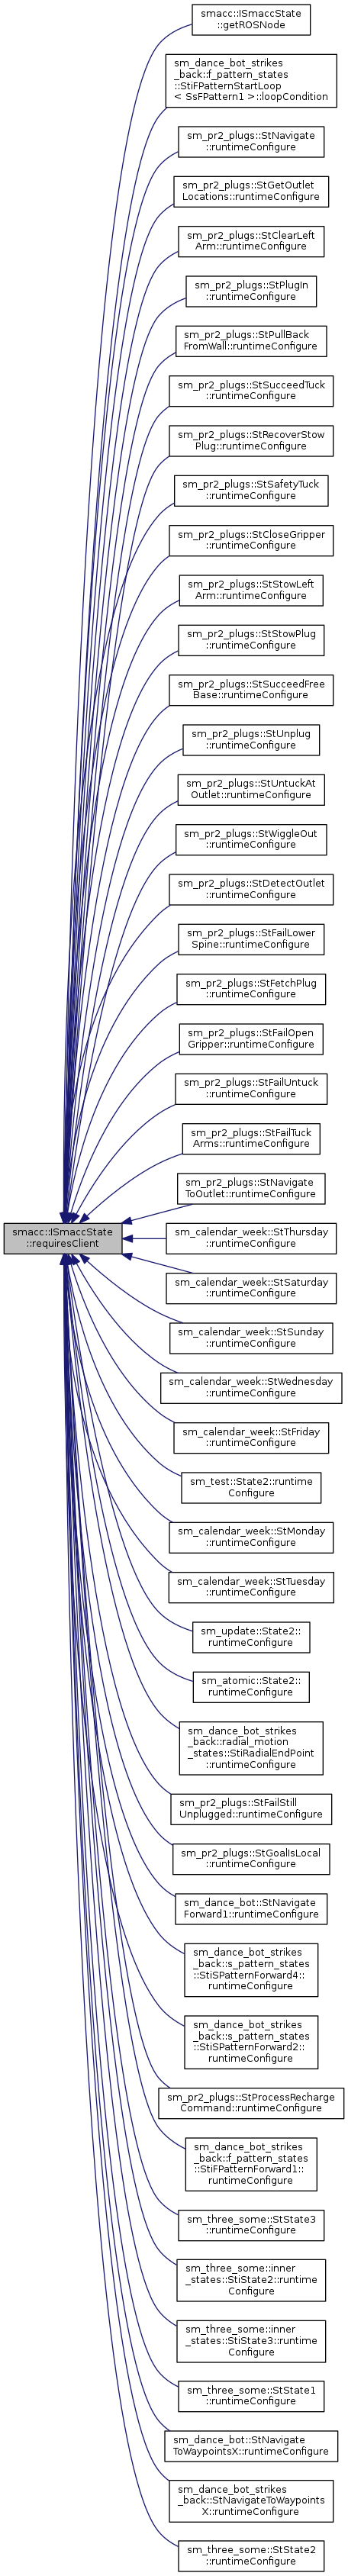 smacc::ISmaccState
::getROSNode
sm_dance_bot_strikes
_back::f_pattern_states
::StiFPatternStartLoop
< SsFPattern1 >::loopCondition
sm_pr2_plugs::StNavigate
::runtimeConfigure
sm_pr2_plugs::StGetOutlet
Locations::runtimeConfigure
sm_pr2_plugs::StClearLeft
Arm::runtimeConfigure
sm_pr2_plugs::StPlugIn
::runtimeConfigure
sm_pr2_plugs::StPullBack
FromWall::runtimeConfigure
sm_pr2_plugs::StSucceedTuck
::runtimeConfigure
sm_pr2_plugs::StRecoverStow
Plug::runtimeConfigure
sm_pr2_plugs::StSafetyTuck
::runtimeConfigure
sm_pr2_plugs::StCloseGripper
::runtimeConfigure
sm_pr2_plugs::StStowLeft
Arm::runtimeConfigure
sm_pr2_plugs::StStowPlug
::runtimeConfigure
sm_pr2_plugs::StSucceedFree
Base::runtimeConfigure
sm_pr2_plugs::StUnplug
::runtimeConfigure
sm_pr2_plugs::StUntuckAt
Outlet::runtimeConfigure
sm_pr2_plugs::StWiggleOut
::runtimeConfigure
sm_pr2_plugs::StDetectOutlet
::runtimeConfigure
sm_pr2_plugs::StFailLower
Spine::runtimeConfigure
sm_pr2_plugs::StFetchPlug
::runtimeConfigure
sm_pr2_plugs::StFailOpen
Gripper::runtimeConfigure
sm_pr2_plugs::StFailUntuck
::runtimeConfigure
sm_pr2_plugs::StFailTuck
Arms::runtimeConfigure
sm_pr2_plugs::StNavigate
ToOutlet::runtimeConfigure
smacc::ISmaccState
::requiresClient
sm_calendar_week::StThursday
::runtimeConfigure
sm_calendar_week::StSaturday
::runtimeConfigure
sm_calendar_week::StSunday
::runtimeConfigure
sm_calendar_week::StWednesday
::runtimeConfigure
sm_calendar_week::StFriday
::runtimeConfigure
sm_test::State2::runtime
Configure
sm_calendar_week::StMonday
::runtimeConfigure
sm_calendar_week::StTuesday
::runtimeConfigure
sm_update::State2::
runtimeConfigure
sm_atomic::State2::
runtimeConfigure
sm_dance_bot_strikes
_back::radial_motion
_states::StiRadialEndPoint
::runtimeConfigure
sm_pr2_plugs::StFailStill
Unplugged::runtimeConfigure
sm_pr2_plugs::StGoalIsLocal
::runtimeConfigure
sm_dance_bot::StNavigate
Forward1::runtimeConfigure
sm_dance_bot_strikes
_back::s_pattern_states
::StiSPatternForward4::
runtimeConfigure
sm_dance_bot_strikes
_back::s_pattern_states
::StiSPatternForward2::
runtimeConfigure
sm_pr2_plugs::StProcessRecharge
Command::runtimeConfigure
sm_dance_bot_strikes
_back::f_pattern_states
::StiFPatternForward1::
runtimeConfigure
sm_three_some::StState3
::runtimeConfigure
sm_three_some::inner
_states::StiState2::runtime
Configure
sm_three_some::inner
_states::StiState3::runtime
Configure
sm_three_some::StState1
::runtimeConfigure
sm_dance_bot::StNavigate
ToWaypointsX::runtimeConfigure
sm_dance_bot_strikes
_back::StNavigateToWaypoints
X::runtimeConfigure
sm_three_some::StState2
::runtimeConfigure